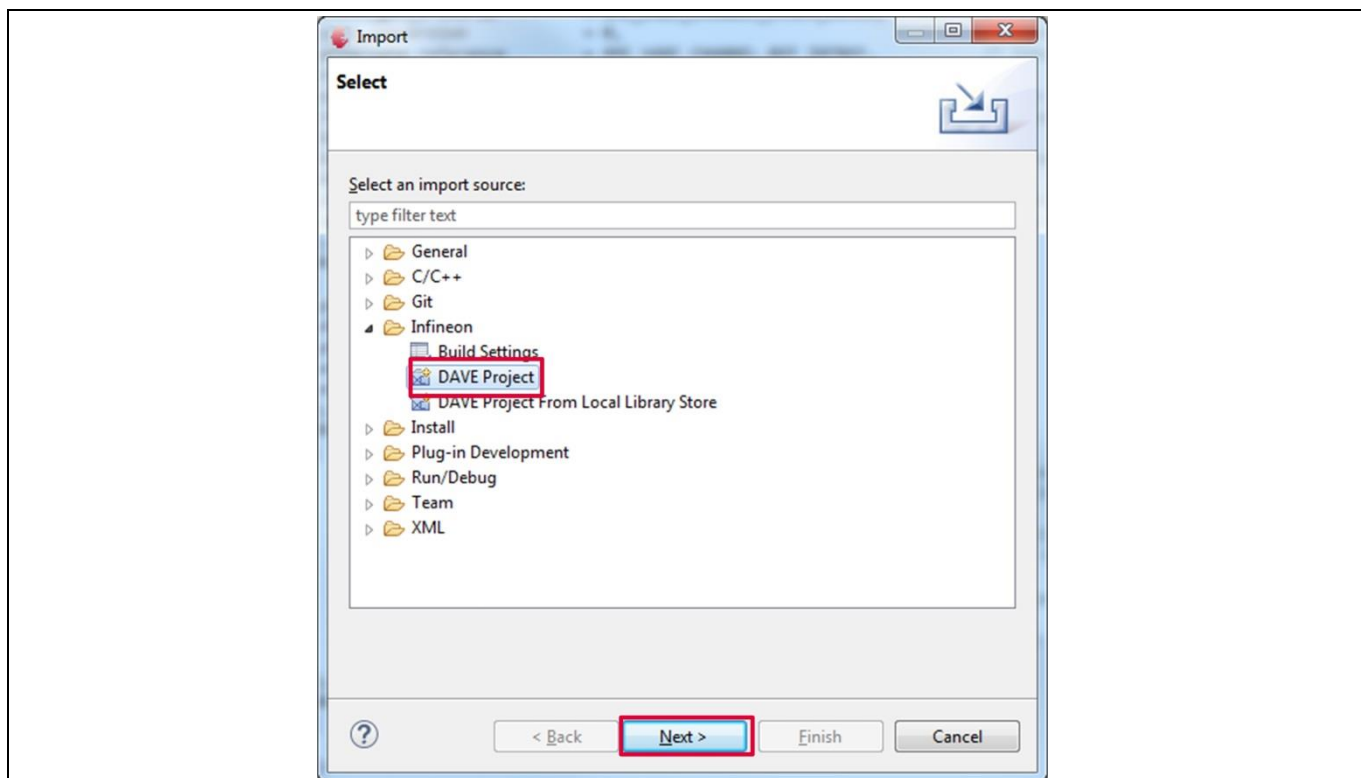 Import
Select
Select an import source:
type filter text
General
C/C++
Git
Infineon
Build Settings
DAVE Project
DAVE Project From Local Library Store
Install
Plug-in Development
Run/Debug
Team
XML
?
< Back
Next >
Finish
Cancel